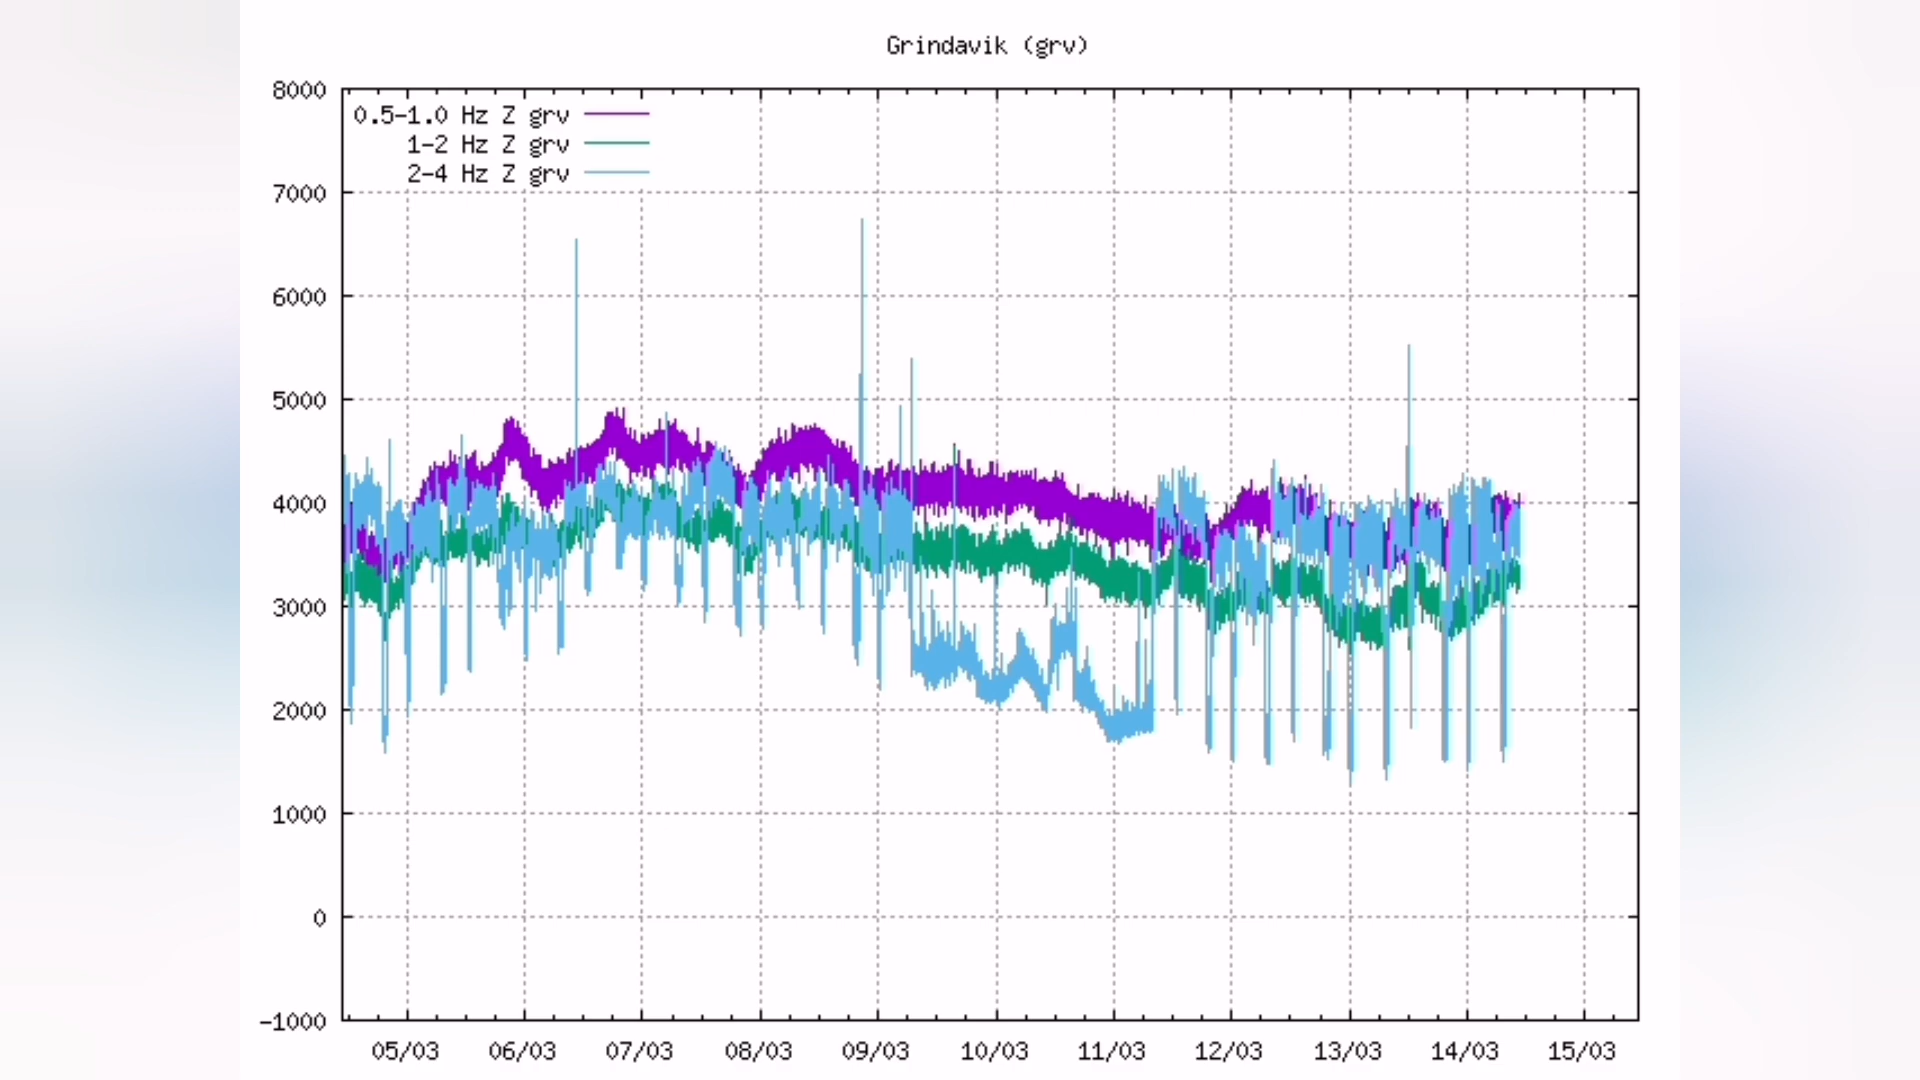 Grindavik (grv)
8000
0.5-1.0 Hz Z grv
1-2 Hz Z grv
2-4 Hz Z grv
7000
6000
5000
4000
3000
2000
1000
0
-1000
05/03 06/03 07/03 08/03 09/03 10/03 11/03 12/03 13/03 14/03 15/03